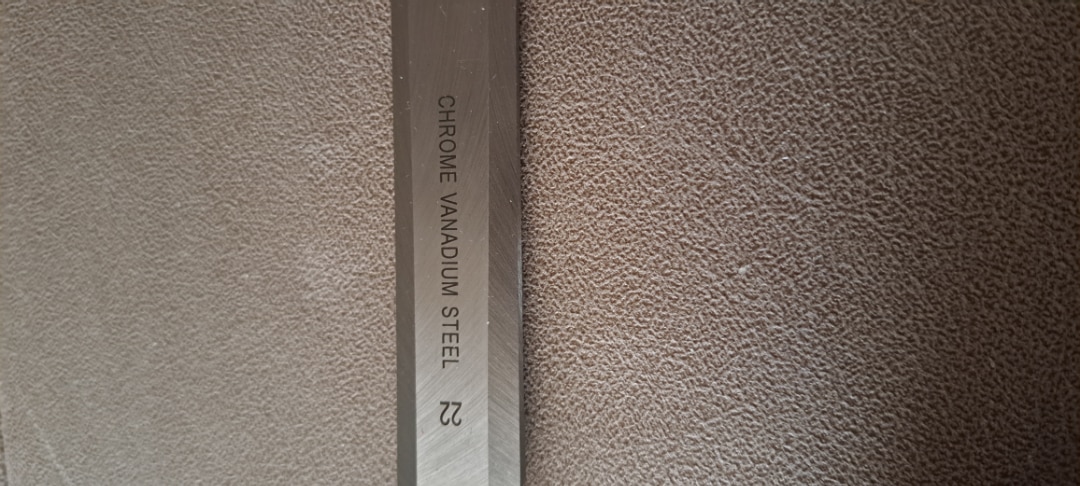 CHROME VANADIUM STEEL 22